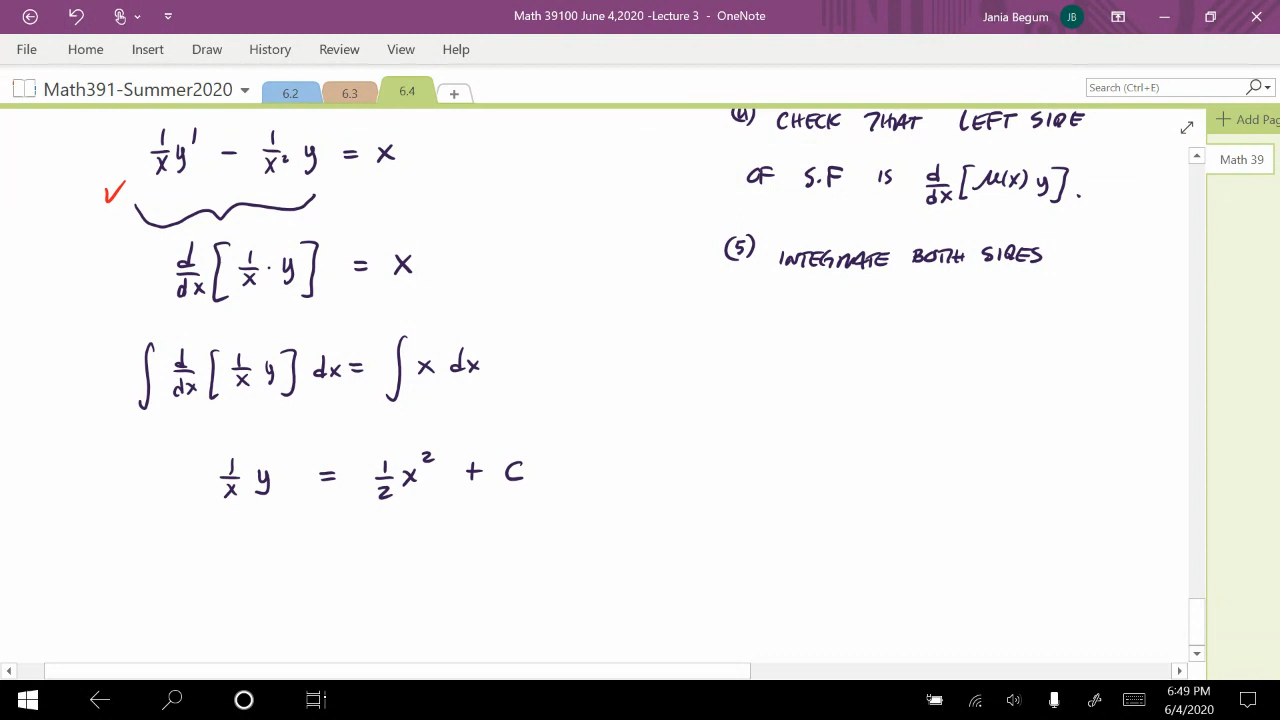 Math 39100 June 4,2020 -Lecture 3 - OneNote
Jania Begum JB
File Home Insert Draw History Review View Help
Math391-Summer2020 6.2 6.3 6.4
Search (Ctrl+E)
Add Pag
Math 39
1/x y' - 1/x² y = x
✓
d/dx [1/x · y] = x
∫ d/dx [1/x y] dx = ∫ x dx
1/x y = 1/2 x² + C
(4) CHECK THAT LEFT SIDE
OF S.F IS d/dx [μ(x) y].
(5) INTEGRATE BOTH SIDES
6:49 PM
6/4/2020